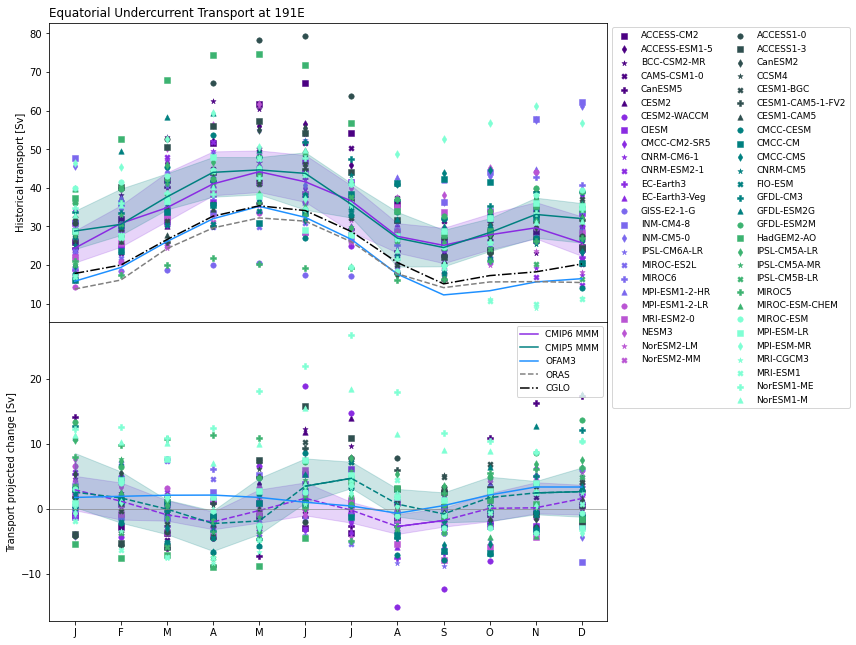 Equatorial Undercurrent Transport at 191E
Historical transport [Sv]
80
70
60
50
40
30
20
10
Transport projected change [Sv]
20
10
0
−10
J F M A M J J A S O N D
CMIP6 MMM
CMIP5 MMM
OFAM3
ORAS
CGLO
ACCESS-CM2
ACCESS-ESM1-5
BCC-CSM2-MR
CAMS-CSM1-0
CanESM5
CESM2
CESM2-WACCM
CIESM
CMCC-CM2-SR5
CNRM-CM6-1
CNRM-ESM2-1
EC-Earth3
EC-Earth3-Veg
GISS-E2-1-G
INM-CM4-8
INM-CM5-0
IPSL-CM6A-LR
MIROC-ES2L
MIROC6
MPI-ESM1-2-HR
MPI-ESM1-2-LR
MRI-ESM2-0
NESM3
NorESM2-LM
NorESM2-MM
ACCESS1-0
ACCESS1-3
CanESM2
CCSM4
CESM1-BGC
CESM1-CAM5-1-FV2
CESM1-CAM5
CMCC-CESM
CMCC-CM
CMCC-CMS
CNRM-CM5
FIO-ESM
GFDL-CM3
GFDL-ESM2G
GFDL-ESM2M
HadGEM2-AO
IPSL-CM5A-LR
IPSL-CM5A-MR
IPSL-CM5B-LR
MIROC5
MIROC-ESM-CHEM
MIROC-ESM
MPI-ESM-LR
MPI-ESM-MR
MRI-CGCM3
MRI-ESM1
NorESM1-ME
NorESM1-M